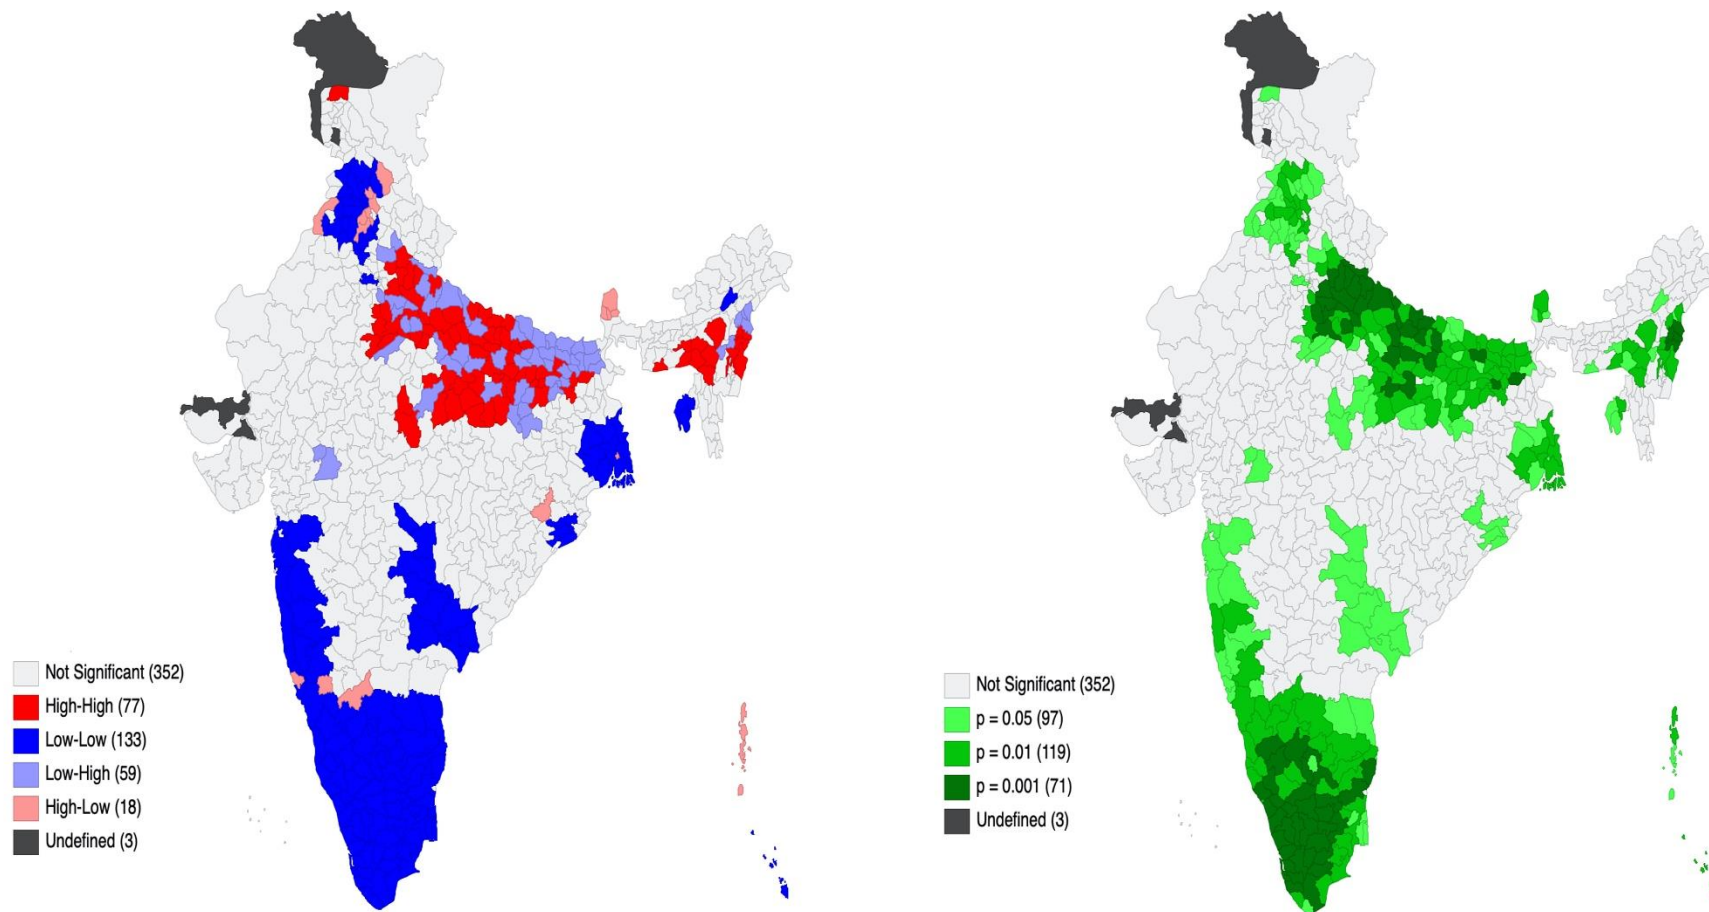 Not Significant (352)
High-High (77)
Low-Low (133)
Low-High (59)
High-Low (18)
Undefined (3)
Not Significant (352)
p = 0.05 (97)
p = 0.01 (119)
p = 0.001 (71)
Undefined (3)